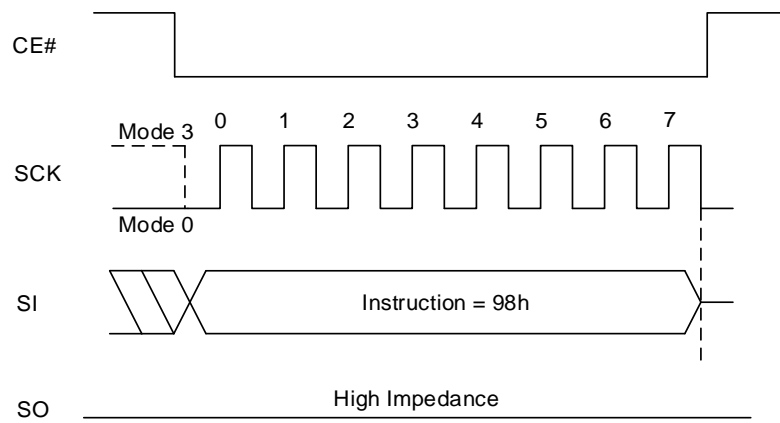 CE#
Mode 3
0 1 2 3 4 5 6 7
SCK
Mode 0
SI
Instruction = 98h
SO
High Impedance